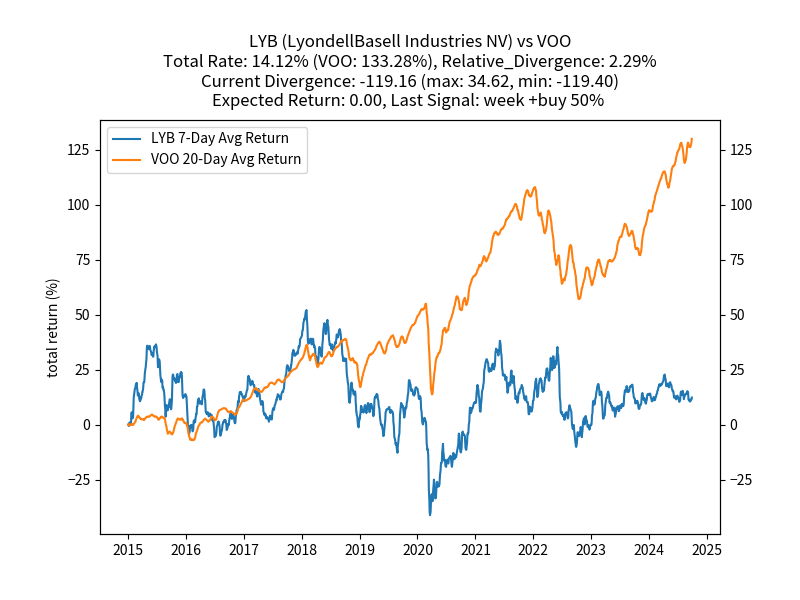 LYB (LyondellBasell Industries NV) vs VOO
Total Rate: 14.12% (VOO: 133.28%), Relative_Divergence: 2.29%
Current Divergence: -119.16 (max: 34.62, min: -119.40)
Expected Return: 0.00, Last Signal: week +buy 50%
LYB 7-Day Avg Return
VOO 20-Day Avg Return
total return (%)
125
100
75
50
25
0
−25
125
100
75
50
25
0
−25
2015 2016 2017 2018 2019 2020 2021 2022 2023 2024 2025